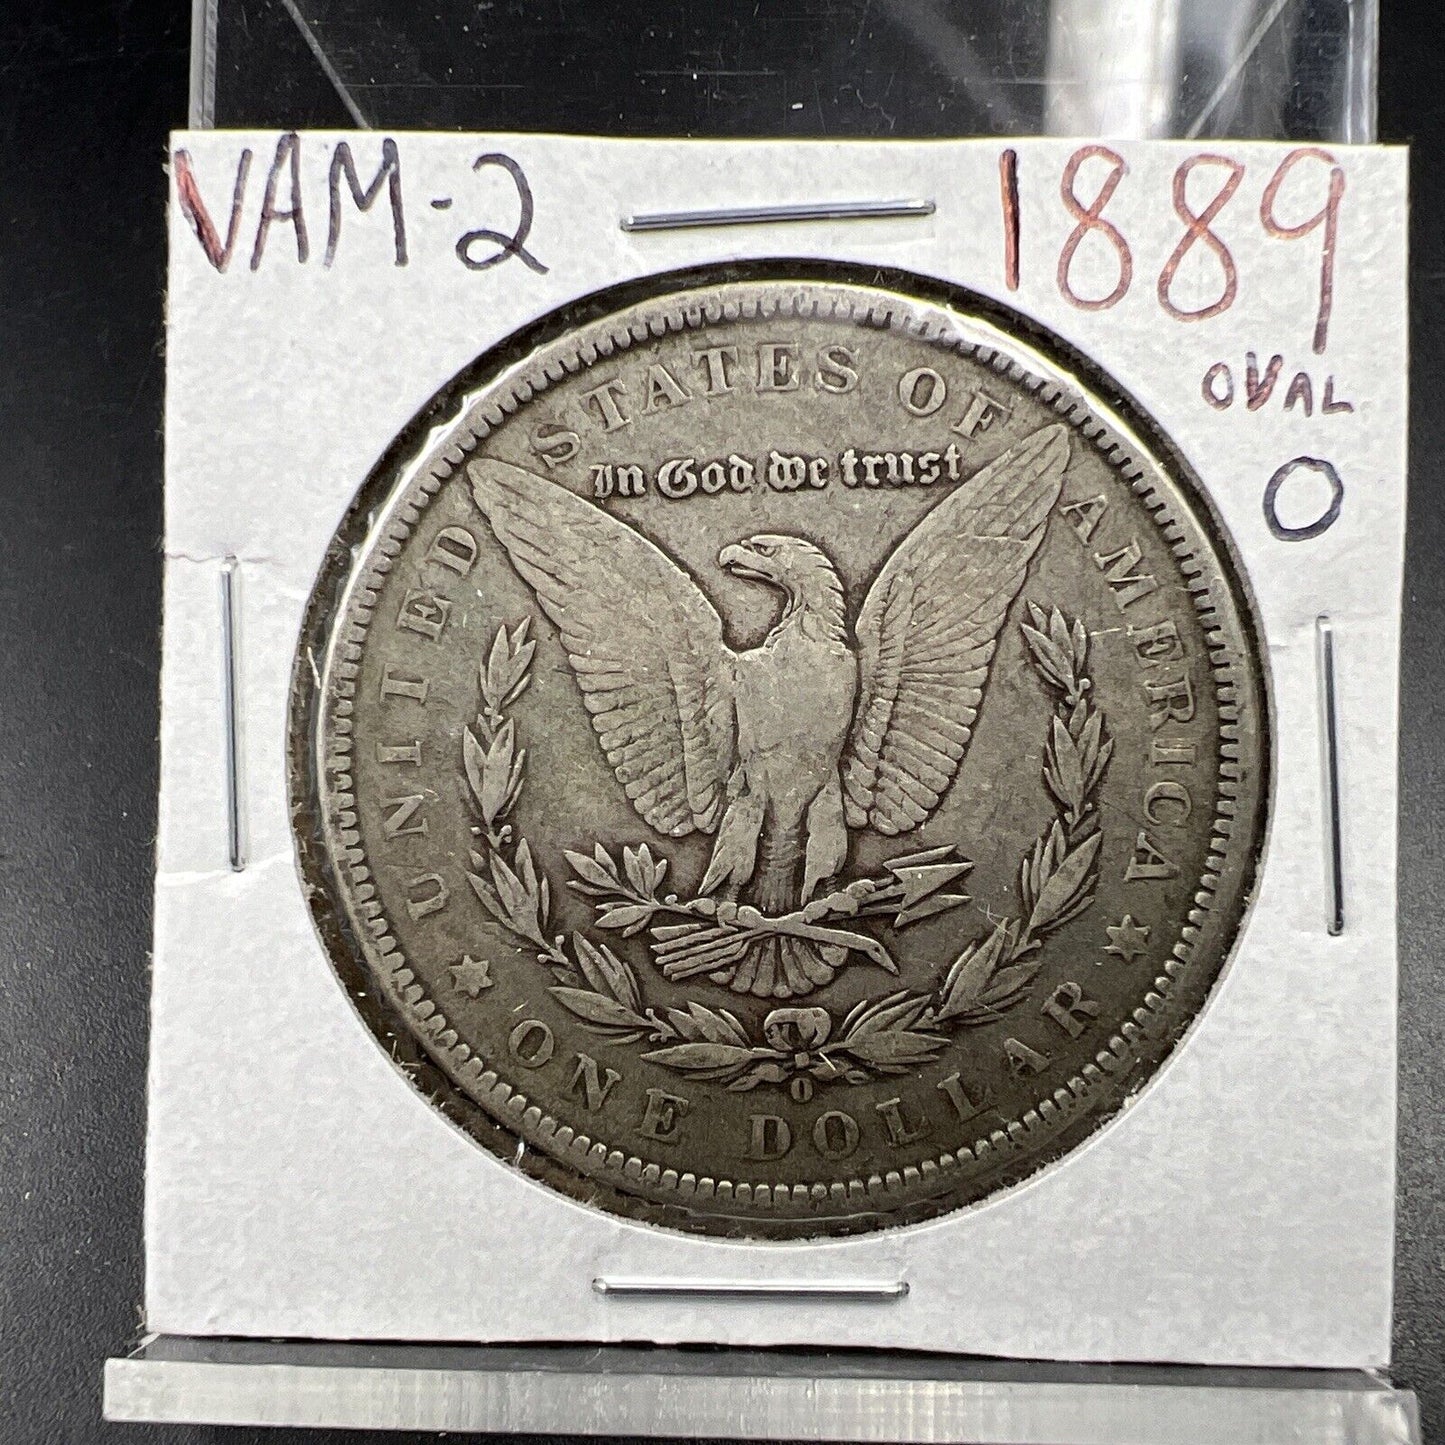 VAM-2 1889
OVAL
O
UNITED STATES OF AMERICA
In God we trust
O
ONE DOLLAR